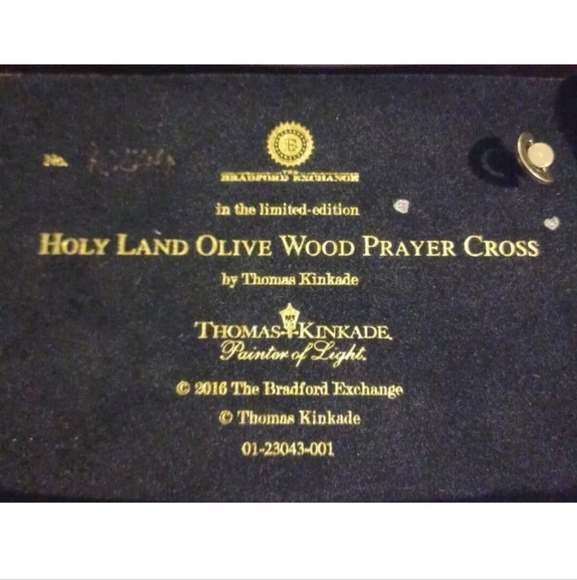 No.
E
THE
BRADFORD EXCHANGE
in the limited-edition
HOLY LAND OLIVE WOOD PRAYER CROSS
by Thomas Kinkade
THOMAS KINKADE
Painter of Light
© 2016 The Bradford Exchange
© Thomas Kinkade
01-23043-001